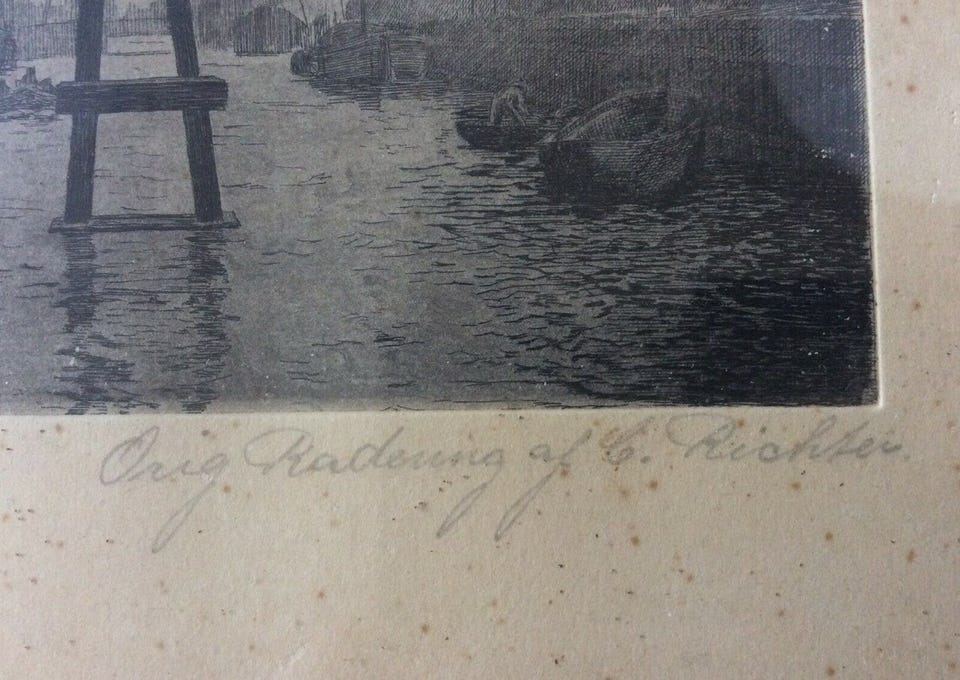 Orig Radering af C. Richter.